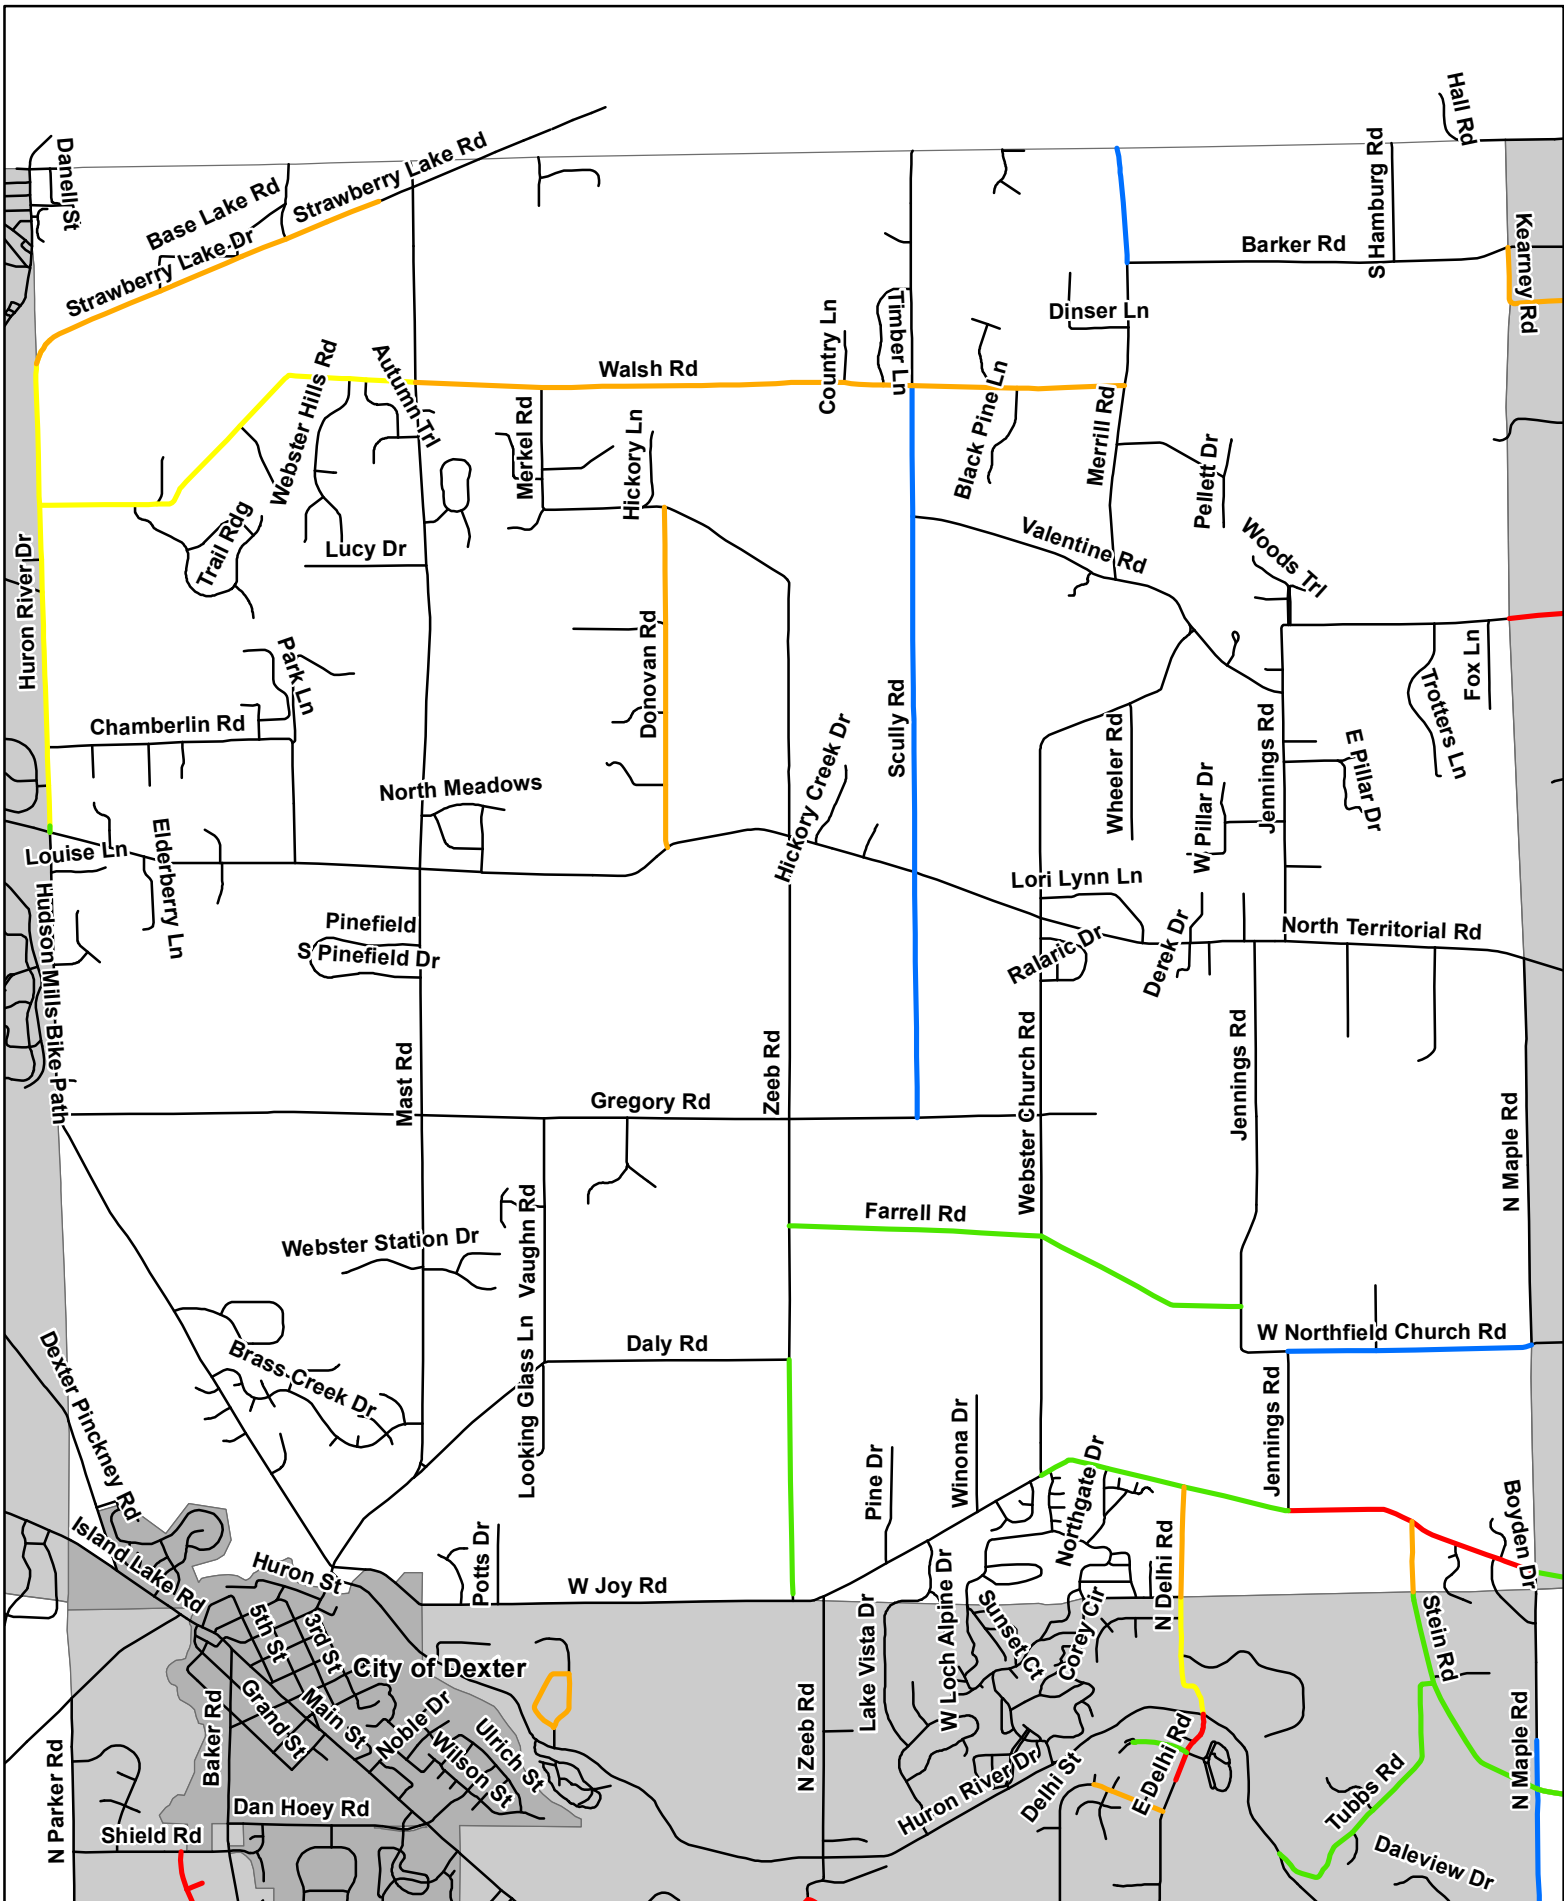 Hall Rd
Danell St
Strawberry Lake Rd
S Hamburg Rd
Base Lake Rd
Strawberry Lake Dr
Barker Rd
Kearney Rd
Dinser Ln
Timber Ln
Country Ln
Walsh Rd
Webster Hills Rd
Autumn Trl
Black Pine Ln
Merrill Rd
Merkel Rd
Hickory Ln
Pellett Dr
Trail Rdg
Lucy Dr
Valentine Rd
Woods Trl
Huron River Dr
Park Ln
Donovan Rd
Fox Ln
Trotters Ln
Chamberlin Rd
Scully Rd
Jennings Rd
Wheeler Rd
E Pillar Dr
Hickory Creek Dr
North Meadows
W Pillar Dr
Louise Ln
Elderberry Ln
Lori Lynn Ln
Pinefield
S Pinefield Dr
Ralaric Dr
Derek Dr
North Territorial Rd
Hudson Mills Bike Path
Mast Rd
Zeeb Rd
Webster Church Rd
Jennings Rd
N Maple Rd
Gregory Rd
Vaughn Rd
Farrell Rd
Webster Station Dr
Looking Glass Ln
Daly Rd
W Northfield Church Rd
Dexter Pinckney Rd
Brass Creek Dr
Jennings Rd
Winona Dr
Pine Dr
Northgate Dr
Boyden Dr
Island Lake Rd
Huron St
Potts Dr
W Joy Rd
N Delhi Rd
5th St
3rd St
Lake Vista Dr
W Loch Alpine Dr
Sunset Ct
Corey Cir
Stein Rd
City of Dexter
Grand St
Main St
Noble Dr
Wilson St
Ulrich St
Baker Rd
N Parker Rd
N Zeeb Rd
Huron River Dr
Delhi St
E Delhi Rd
Tubbs Rd
N Maple Rd
Dan Hoey Rd
Shield Rd
Daleview Dr